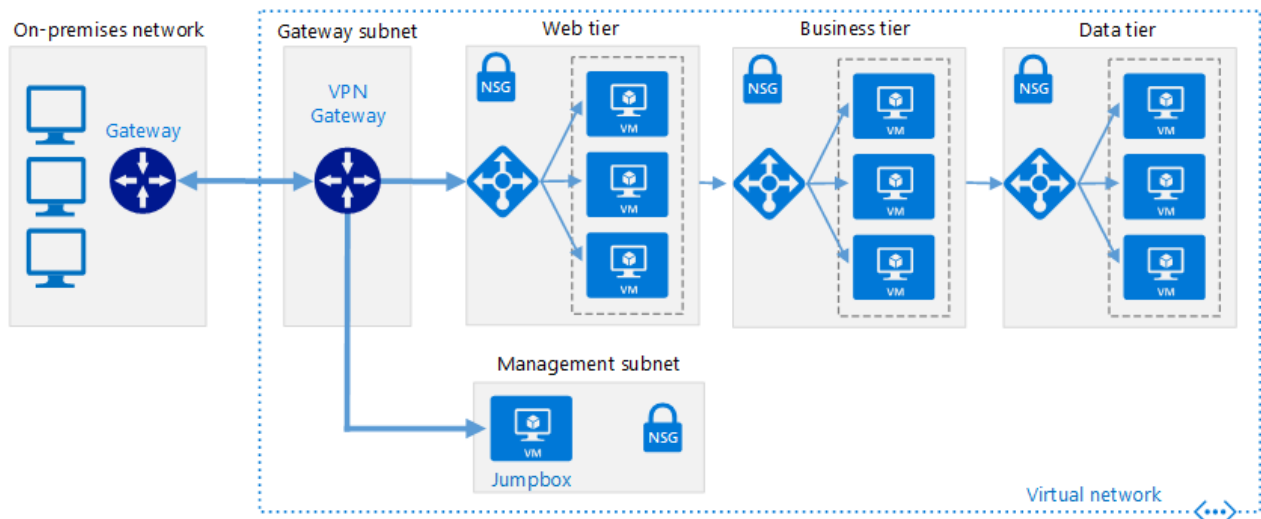 On-premises network
Gateway subnet
Web tier
Business tier
Data tier
Gateway
VPN
Gateway
NSG
VM
VM
VM
NSG
VM
VM
VM
NSG
VM
VM
VM
Management subnet
VM
Jumpbox
NSG
Virtual network